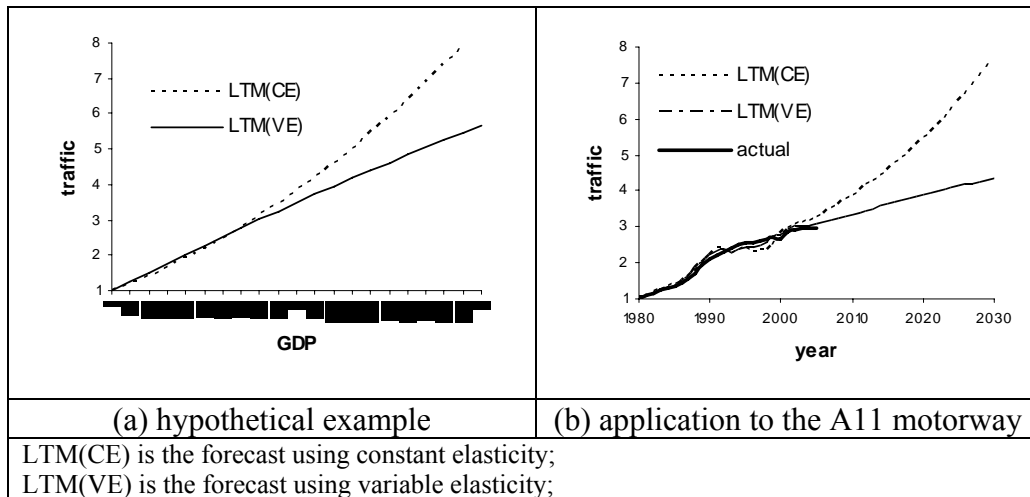 8
7
6
5
4
3
2
1
traffic
LTM(CE)
LTM(VE)
GDP
8
7
6
5
4
3
2
1
traffic
LTM(CE)
LTM(VE)
actual
1980 1990 2000 2010 2020 2030
year
(a) hypothetical example
(b) application to the A11 motorway
LTM(CE) is the forecast using constant elasticity;
LTM(VE) is the forecast using variable elasticity;